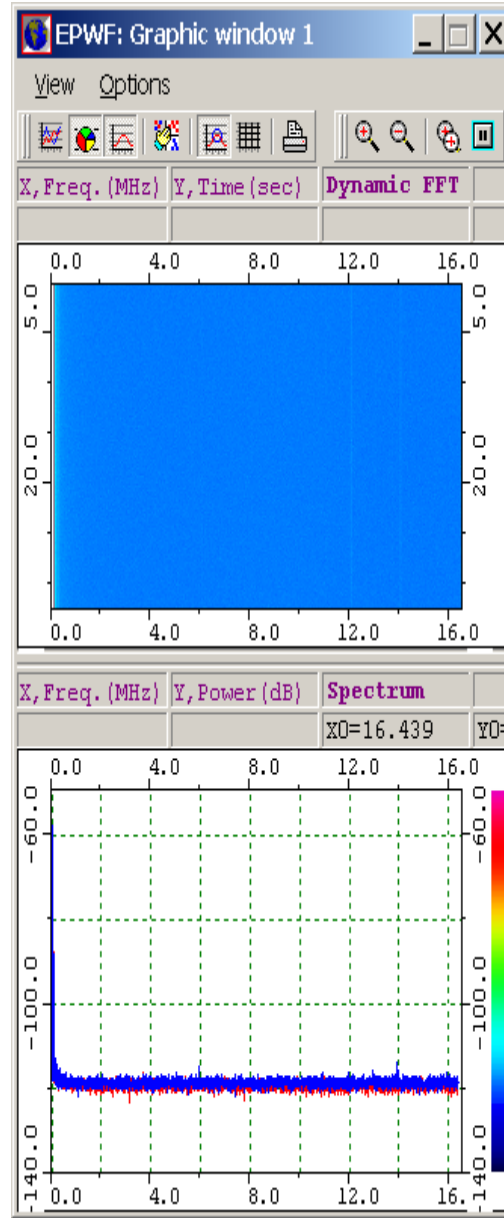 EPWF: Graphic window 1
View Options
X,Freq.(MHz) Y,Time(sec) Dynamic FFT
0.0 4.0 8.0 12.0 16.0
5.0 5.0
20.0 20.0
0.0 4.0 8.0 12.0 16.0
X,Freq.(MHz) Y,Power(dB) Spectrum
X0=16.439 Y0=
0.0 4.0 8.0 12.0 16.0
-60.0 -60.0
-100.0 -100.0
-140.0 -140.0
0.0 4.0 8.0 12.0 16.